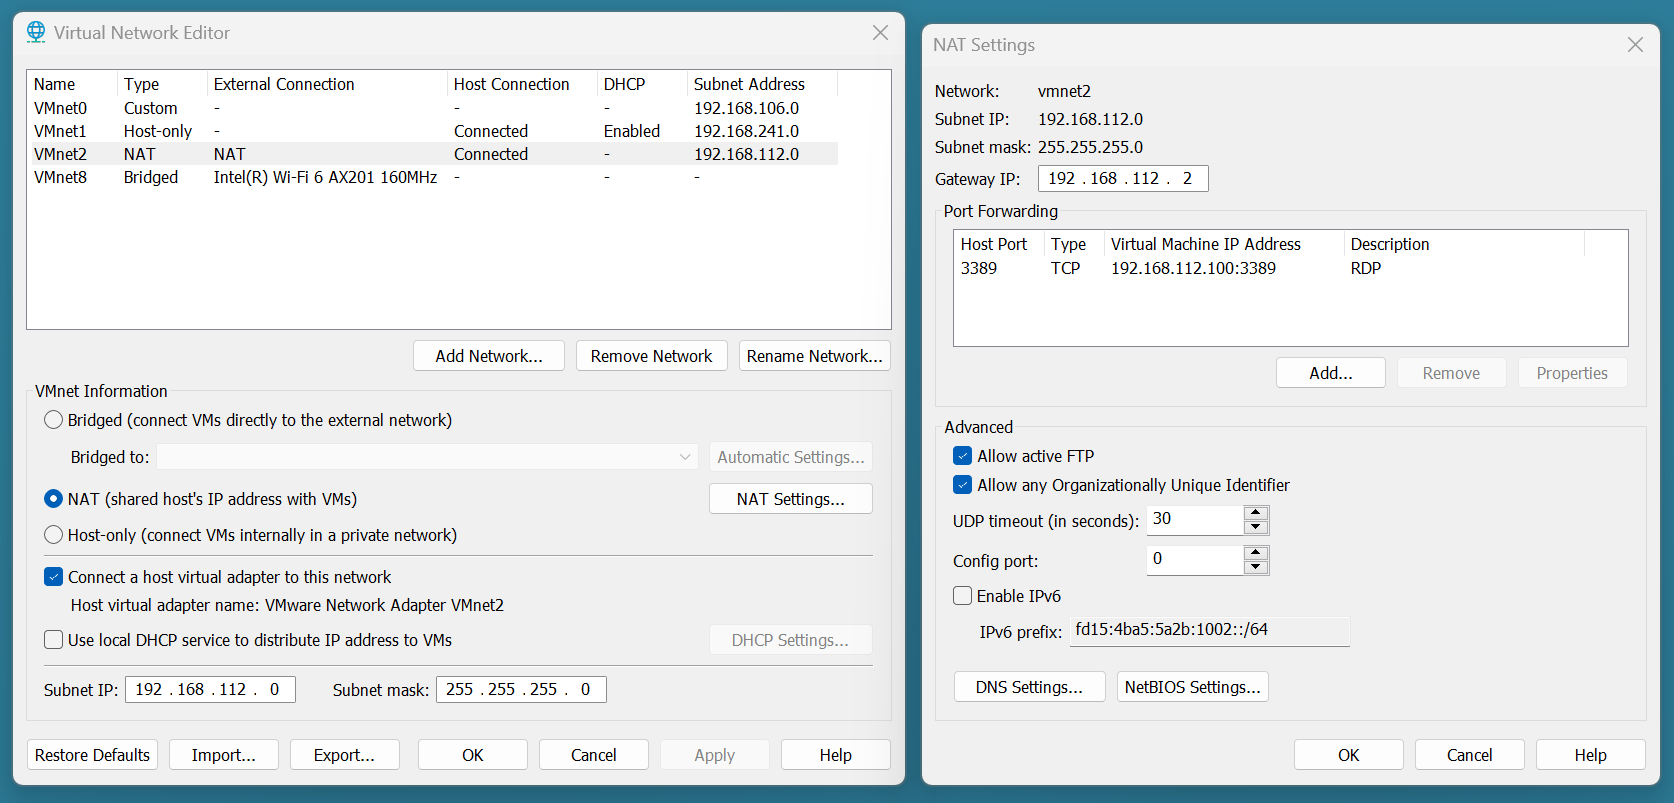 Virtual Network Editor
Name Type External Connection Host Connection DHCP Subnet Address
VMnet0 Custom - - - 192.168.106.0
VMnet1 Host-only - Connected Enabled 192.168.241.0
VMnet2 NAT NAT Connected - 192.168.112.0
VMnet8 Bridged Intel(R) Wi-Fi 6 AX201 160MHz - - -
Add Network... Remove Network Rename Network...
VMnet Information
Bridged (connect VMs directly to the external network)
Bridged to: Automatic Settings...
NAT (shared host's IP address with VMs) NAT Settings...
Host-only (connect VMs internally in a private network)
Connect a host virtual adapter to this network
Host virtual adapter name: VMware Network Adapter VMnet2
Use local DHCP service to distribute IP address to VMs DHCP Settings...
Subnet IP: 192 . 168 . 112 . 0 Subnet mask: 255 . 255 . 255 . 0
Restore Defaults Import... Export... OK Cancel Apply Help
NAT Settings
Network: vmnet2
Subnet IP: 192.168.112.0
Subnet mask: 255.255.255.0
Gateway IP: 192 . 168 . 112 . 2
Port Forwarding
Host Port Type Virtual Machine IP Address Description
3389 TCP 192.168.112.100:3389 RDP
Add... Remove Properties
Advanced
Allow active FTP
Allow any Organizationally Unique Identifier
UDP timeout (in seconds): 30
Config port: 0
Enable IPv6
IPv6 prefix: fd15:4ba5:5a2b:1002::/64
DNS Settings... NetBIOS Settings...
OK Cancel Help